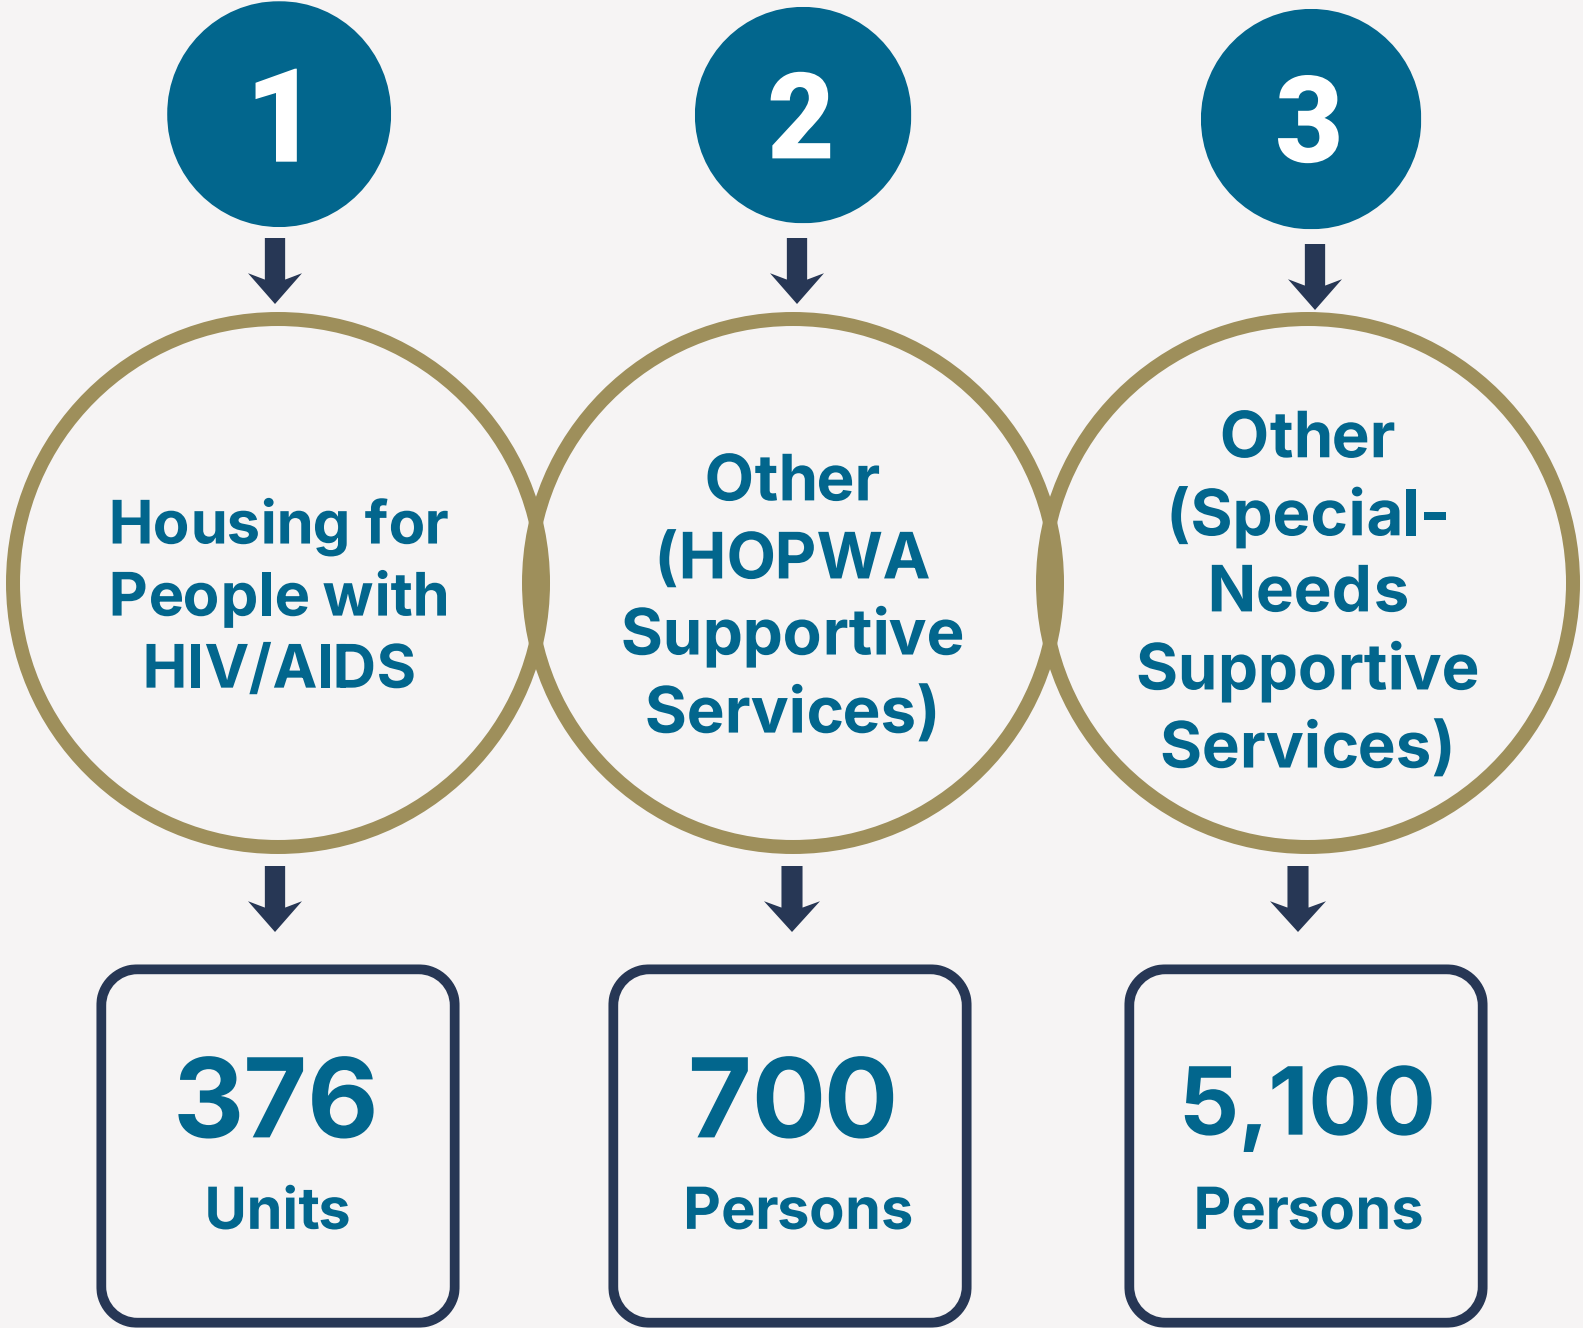 1
Housing for
People with
HIV/AIDS
376
Units
2
Other
(HOPWA
Supportive
Services)
700
Persons
3
Other
(Special-
Needs
Supportive
Services)
5,100
Persons